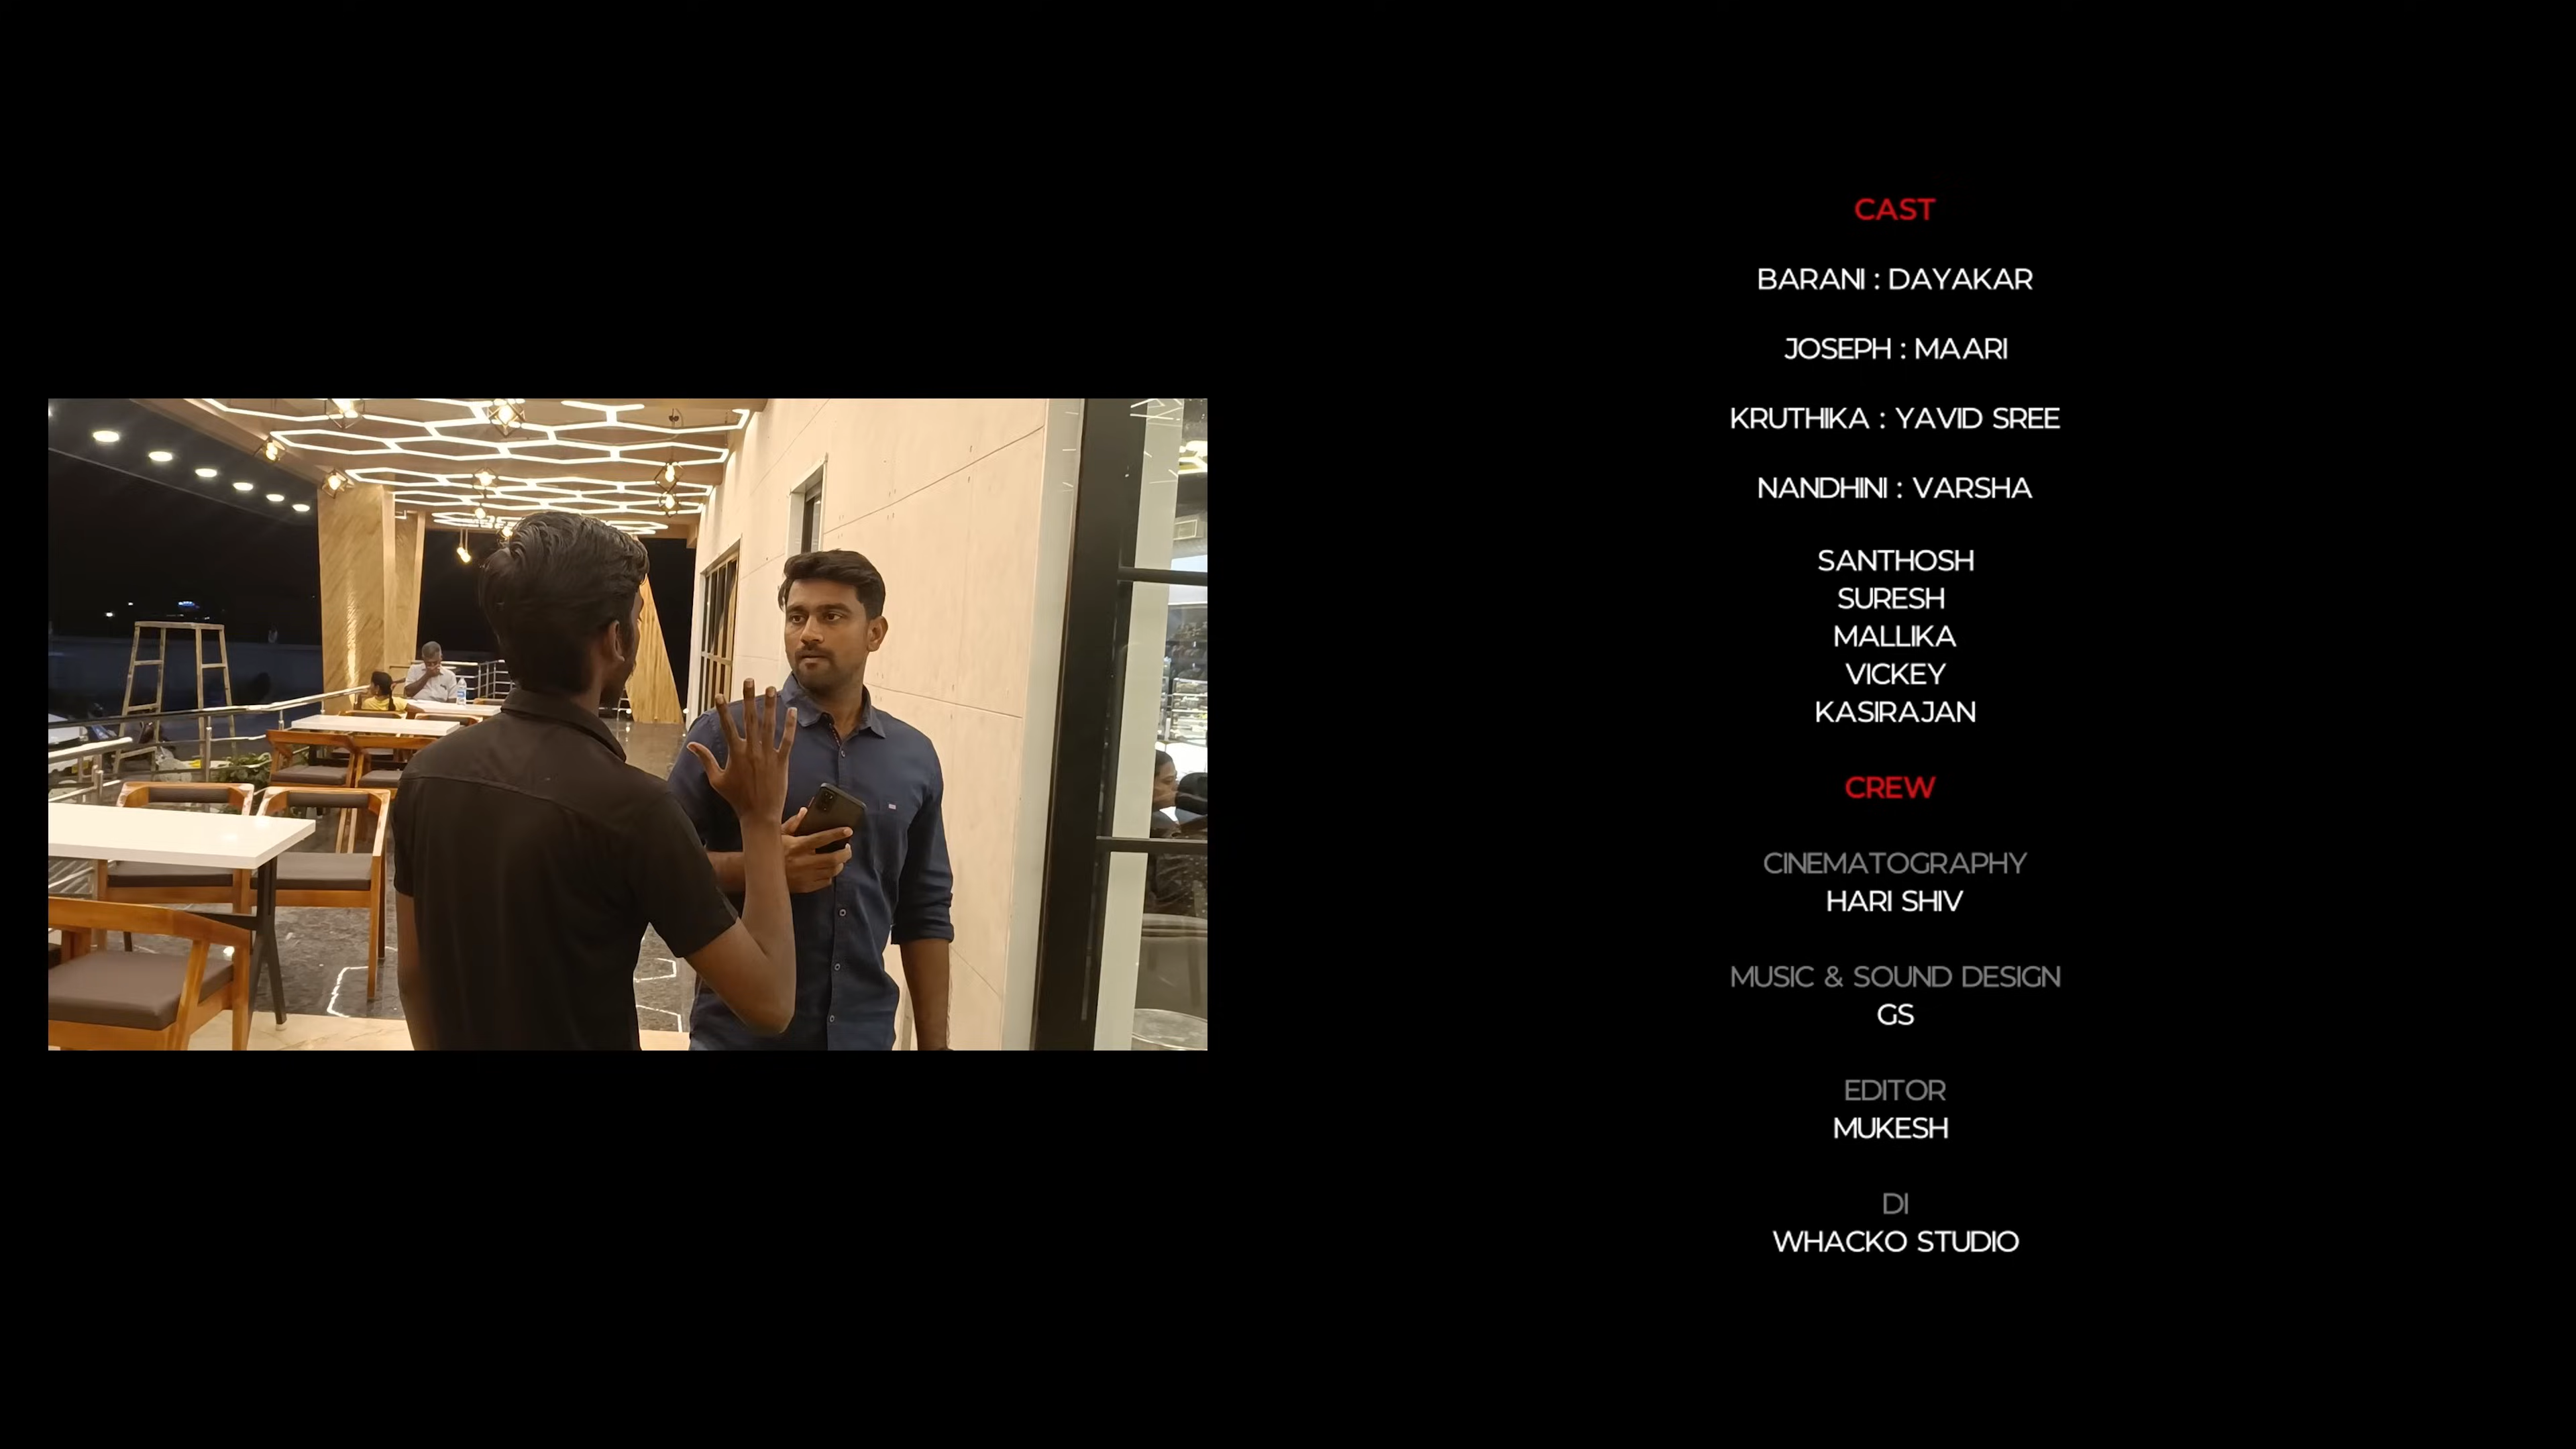 CAST
BARANI : DAYAKAR
JOSEPH : MAARI
KRUTHIKA : YAVID SREE
NANDHINI : VARSHA
SANTHOSH
SURESH
MALLIKA
VICKEY
KASIRAJAN
CREW
CINEMATOGRAPHY
HARI SHIV
MUSIC & SOUND DESIGN
GS
EDITOR
MUKESH
DI
WHACKO STUDIO